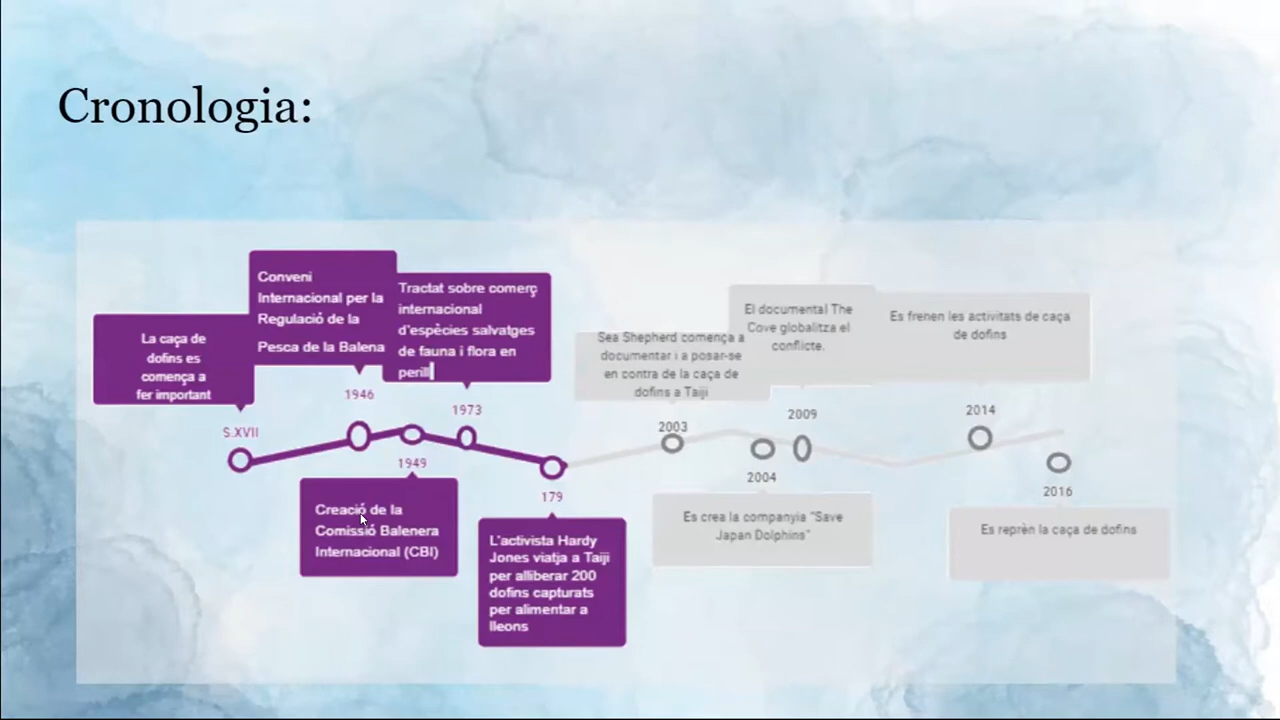 Cronologia:
La caça de
dofins es
comença a
fer important
S.XVII
Conveni
Internacional per la
Regulació de la
Pesca de la Balena
1946
1949
Creació de la
Comissió Balenera
Internacional (CBI)
Tractat sobre comerç
internacional
d'espècies salvatges
de fauna i flora en
perill
1973
179
L'activista Hardy
Jones viatja a Taiji
per alliberar 200
dofins capturats
per alimentar a
lleons
Sea Shepherd comença a
documentar i a posar-se
en contra de la caça de
dofins a Taiji
2003
2004
Es crea la companyia "Save
Japan Dolphins"
El documental The
Cove globalitza el
conflicte.
2009
Es frenen les activitats de caça
de dofins
2014
2016
Es reprèn la caça de dofins